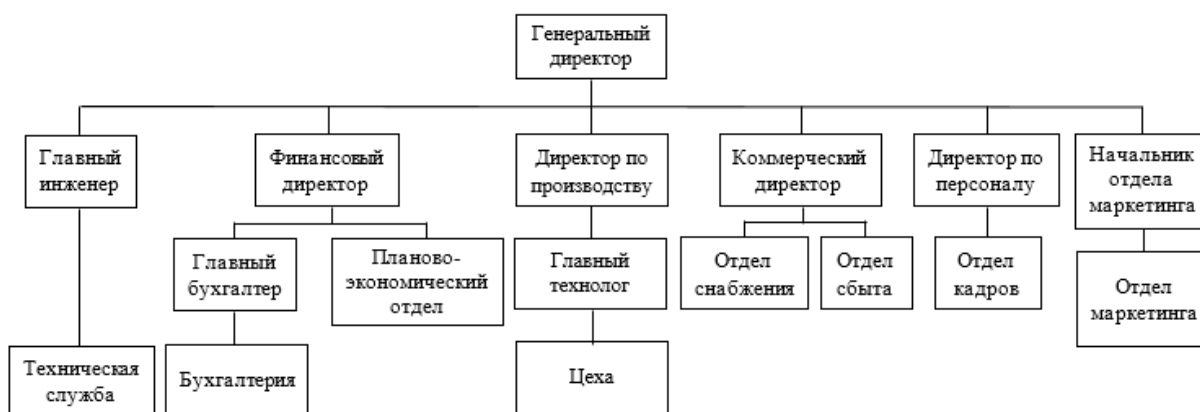 Генеральный
директор
Главный
инженер
Финансовый
директор
Директор по
производству
Коммерческий
директор
Директор по
персоналу
Начальник
отдела
маркетинга
Главный
бухгалтер
Планово-
экономический
отдел
Главный
технолог
Отдел
снабжения
Отдел
сбыта
Отдел
кадров
Отдел
маркетинга
Техническая
служба
Бухгалтерия
Цеха